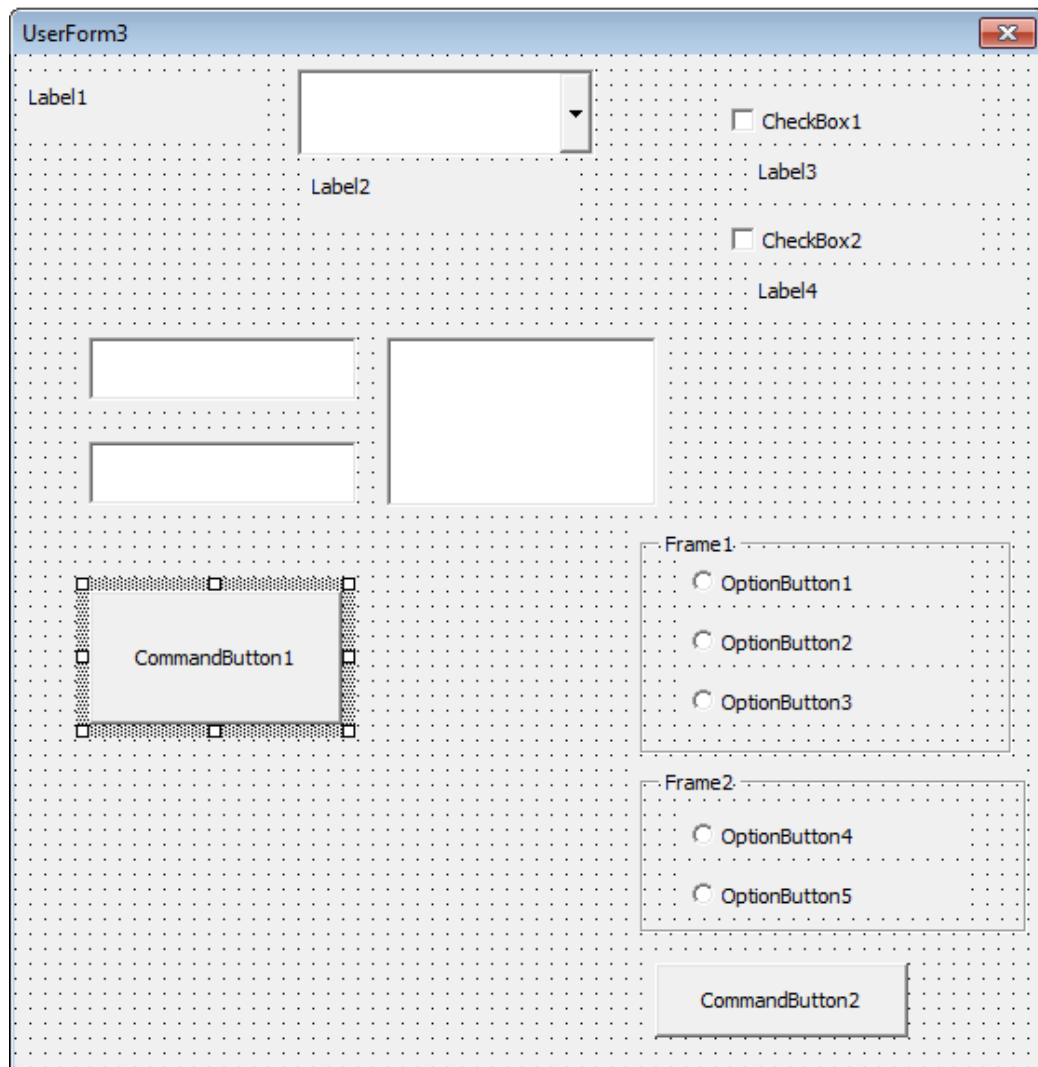 UserForm3
Label1
CheckBox1
Label3
Label2
CheckBox2
Label4
Frame1
OptionButton1
OptionButton2
CommandButton1
OptionButton3
Frame2
OptionButton4
OptionButton5
CommandButton2